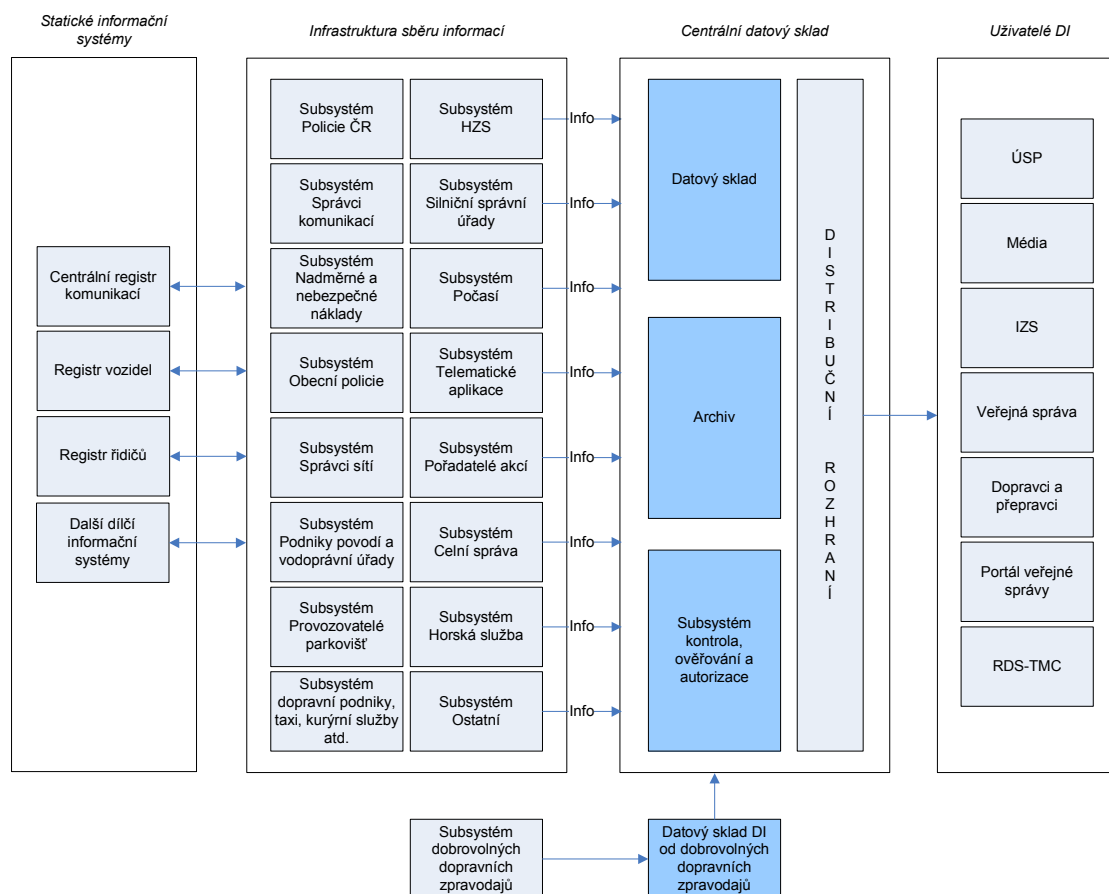 Statické informační
systémy
Infrastruktura sběru informací
Centrální datový sklad
Uživatelé DI
Centrální registr
komunikací
Registr vozidel
Registr řidičů
Další dílčí
informační
systémy
Subsystém
Policie ČR
Subsystém
HZS
Subsystém
Správci
komunikací
Subsystém
Silniční správní
úřady
Subsystém
Nadměrné a
nebezpečné
náklady
Subsystém
Počasí
Subsystém
Obecní policie
Subsystém
Telematické
aplikace
Subsystém
Správci sítí
Subsystém
Pořadatelé akcí
Subsystém
Podniky povodí a
vodoprávní úřady
Subsystém
Celní správa
Subsystém
Provozovatelé
parkovišť
Subsystém
Horská služba
Subsystém
dopravní podniky,
taxi, kurýrní služby
atd.
Subsystém
Ostatní
Info
Info
Info
Info
Info
Info
Info
Info
Datový sklad
Archiv
Subsystém
kontrola,
ověřování a
autorizace
DISTRIBUČNÍ ROZHRANÍ
ÚSP
Média
IZS
Veřejná správa
Dopravci a
přepravci
Portál veřejné
správy
RDS-TMC
Subsystém
dobrovolných
dopravních
zpravodajů
Datový sklad DI
od dobrovolných
dopravních
zpravodajů